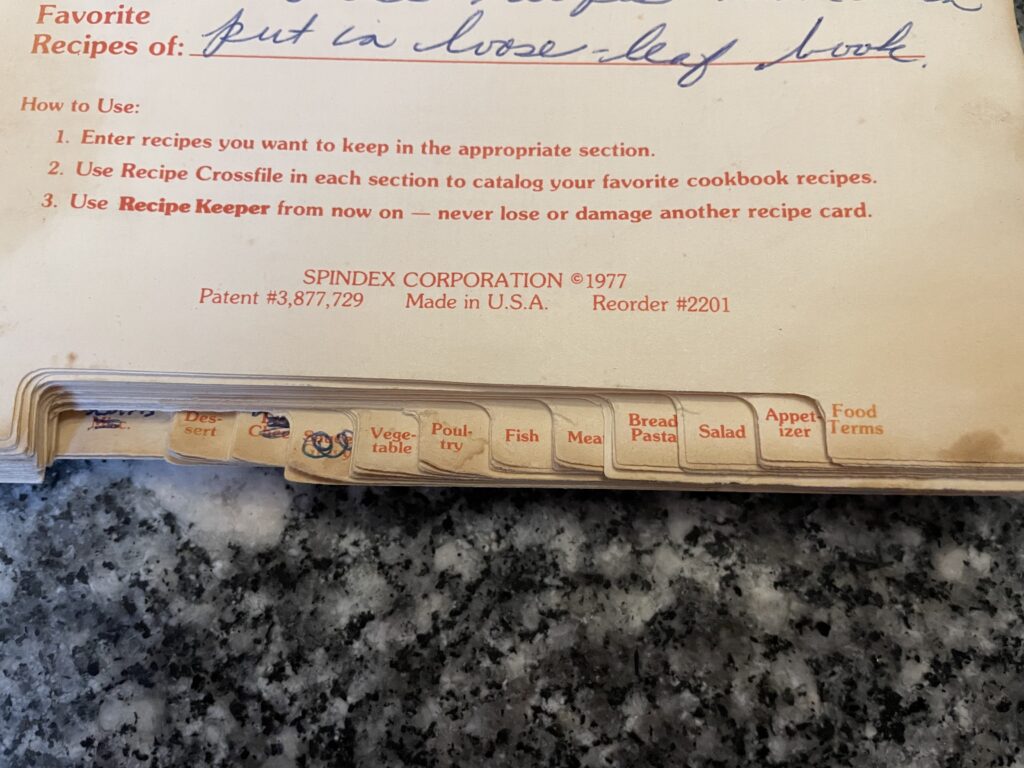 Favorite
Recipes of: put in loose-leaf book.
How to Use:
1. Enter recipes you want to keep in the appropriate section.
2. Use Recipe Crossfile in each section to catalog your favorite cookbook recipes.
3. Use Recipe Keeper from now on — never lose or damage another recipe card.
SPINDEX CORPORATION ©1977
Patent #3,877,729 Made in U.S.A. Reorder #2201
Des-
sert
Vege-
table
Poul-
try
Fish
Meat
Bread
Pasta
Salad
Appet-
izer
Food
Terms